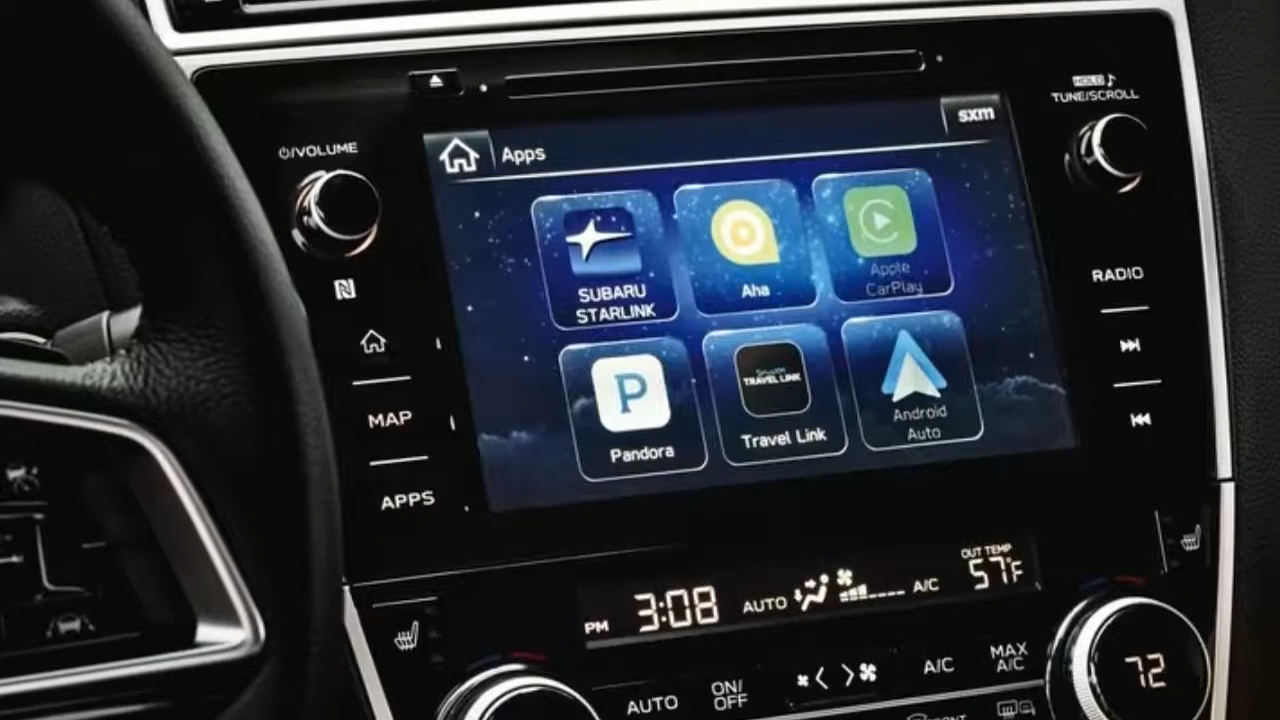 HOLD
TUNE/SCROLL
VOLUME
sxm
Apps
SUBARU
STARLINK
Aha
Apple
CarPlay
RADIO
MAP
APPS
P
Pandora
TRAVEL LINK
Travel Link
Android
Auto
PM 3:08 AUTO A/C
OUT TEMP
57°F
AUTO
ON/
OFF
A/C
MAX
A/C
72